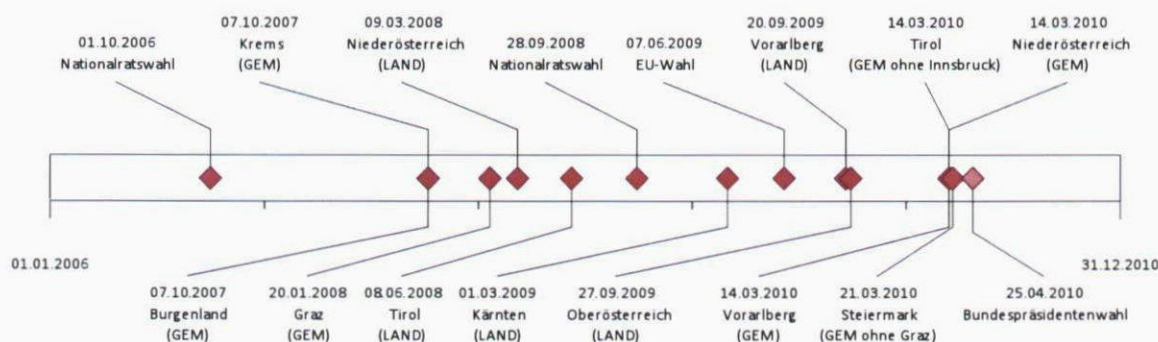 01.10.2006
Nationalratswahl
07.10.2007
Krems
(GEM)
09.03.2008
Niederösterreich
(LAND)
28.09.2008
Nationalratswahl
07.06.2009
EU-Wahl
20.09.2009
Vorarlberg
(LAND)
14.03.2010
Tirol
(GEM ohne Innsbruck)
14.03.2010
Niederösterreich
(GEM)
01.01.2006
31.12.2010
07.10.2007
Burgenland
(GEM)
20.01.2008
Graz
(GEM)
08.06.2008
Tirol
(LAND)
01.03.2009
Kärnten
(LAND)
27.09.2009
Oberösterreich
(LAND)
14.03.2010
Vorarlberg
(GEM)
21.03.2010
Steiermark
(GEM ohne Graz)
25.04.2010
Bundespräsidentenwahl